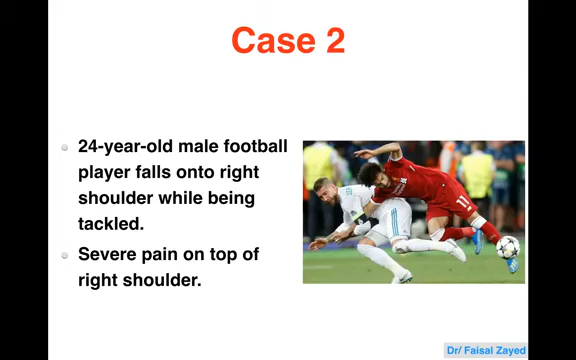 Case 2
24-year-old male football
player falls onto right
shoulder while being
tackled.
Severe pain on top of
right shoulder.
11
Dr/ Faisal Zayed